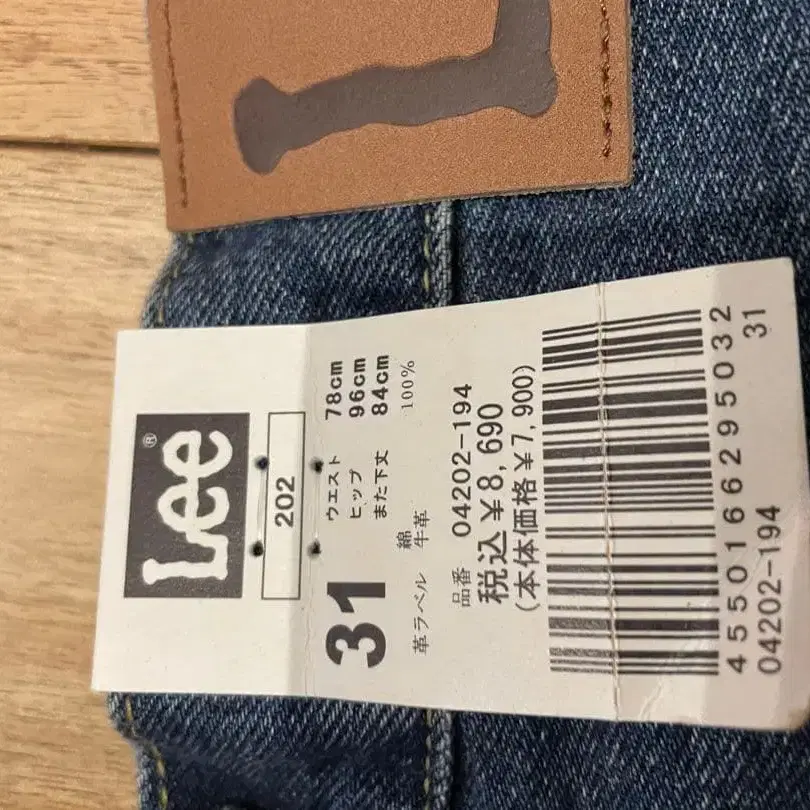 Lee®
202
31
ウエスト 78cm
ヒップ 96cm
また下丈 84cm
綿 100%
革ラベル 牛革
品番 04202-194
税込¥8,690
(本体価格¥7,900)
4550166295032
04202-194 31